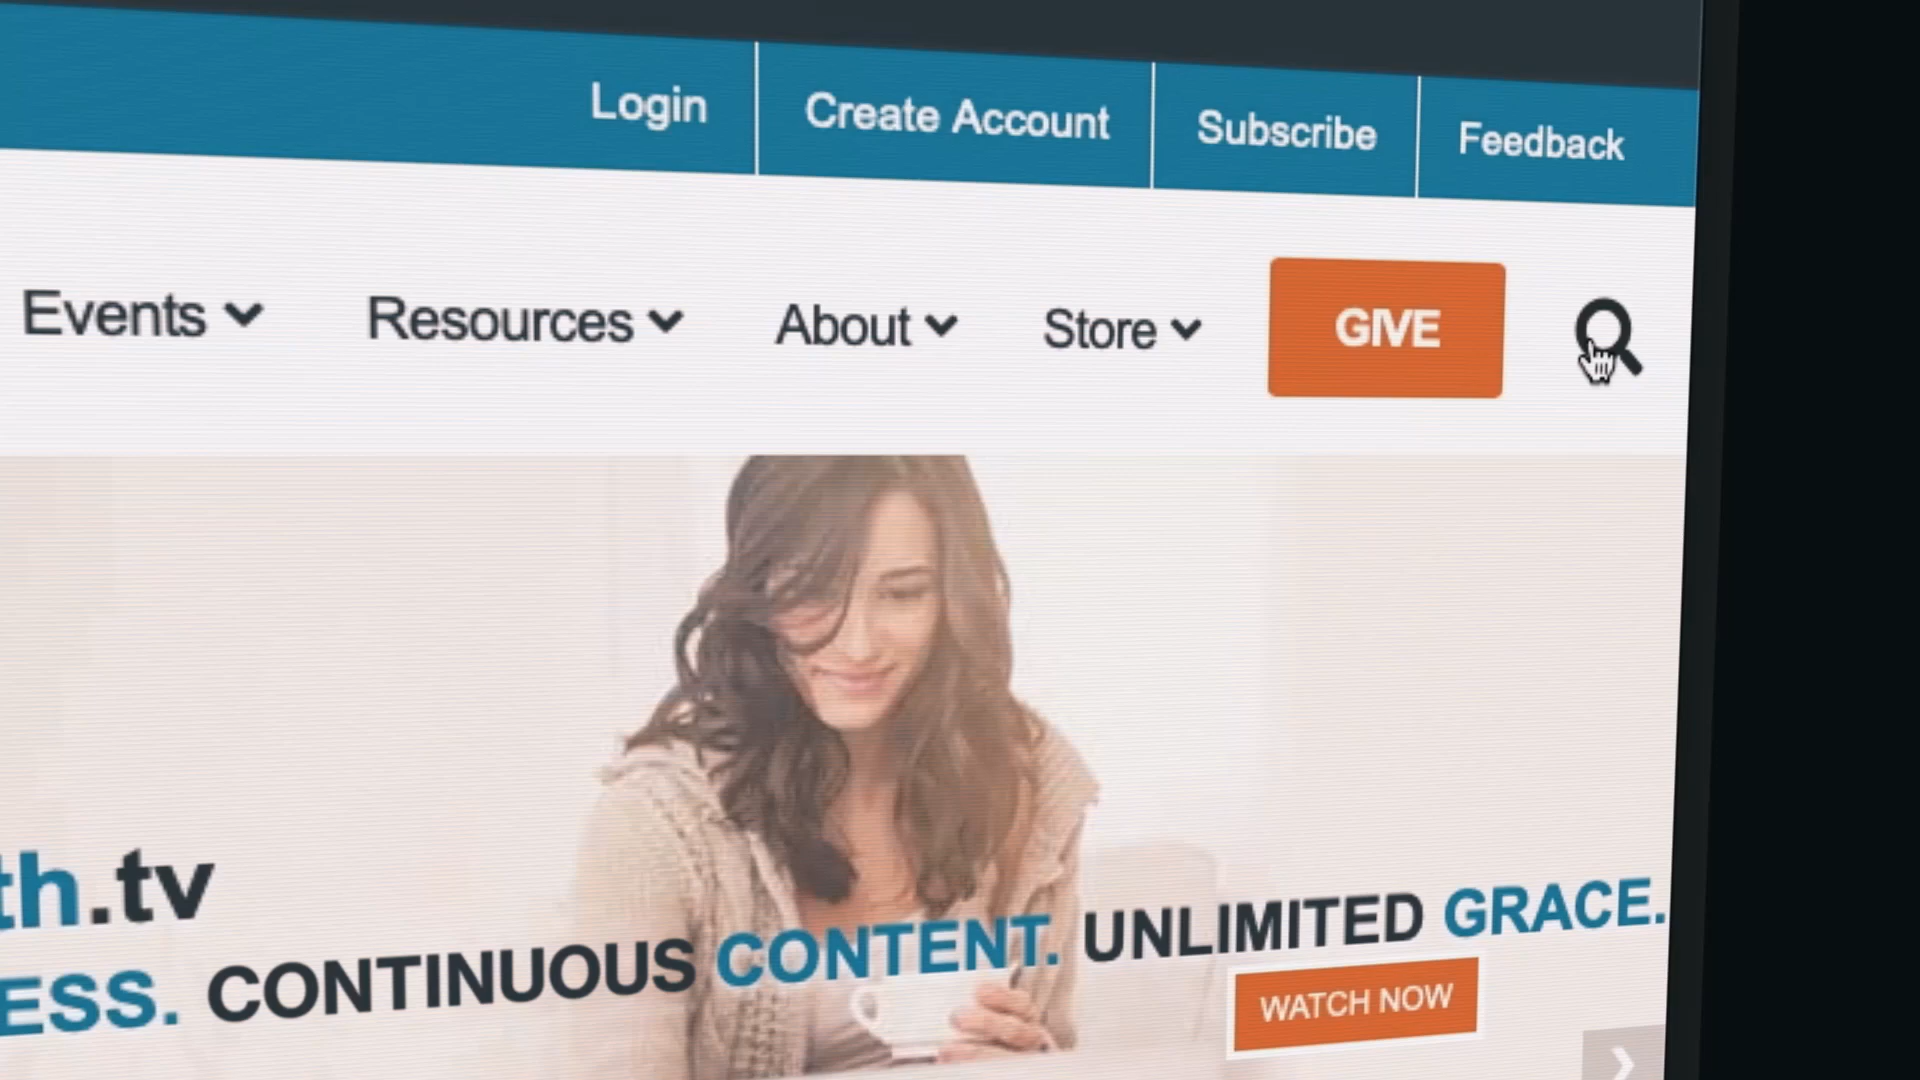 Login Create Account Subscribe Feedback
Events Resources About Store GIVE
th.tv
ESS. CONTINUOUS CONTENT. UNLIMITED GRACE.
WATCH NOW